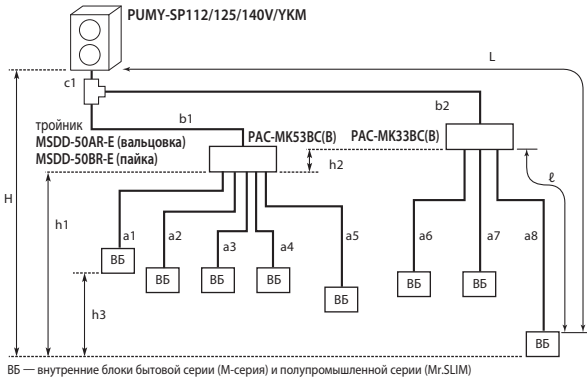 PUMY-SP112/125/140V/YKM
L
c1
b1
b2
тройник
MSDD-50AR-E (вальцовка)
MSDD-50BR-E (пайка)
PAC-MK53BC(B)
PAC-MK33BC(B)
h2
H
h1
ℓ
a1
a2
a3
a4
a5
a6
a7
a8
ВБ
ВБ
ВБ
ВБ
ВБ
ВБ
ВБ
h3
ВБ
ВБ — внутренние блоки бытовой серии (М-серия) и полупромышленной серии (Mr.SLIM)